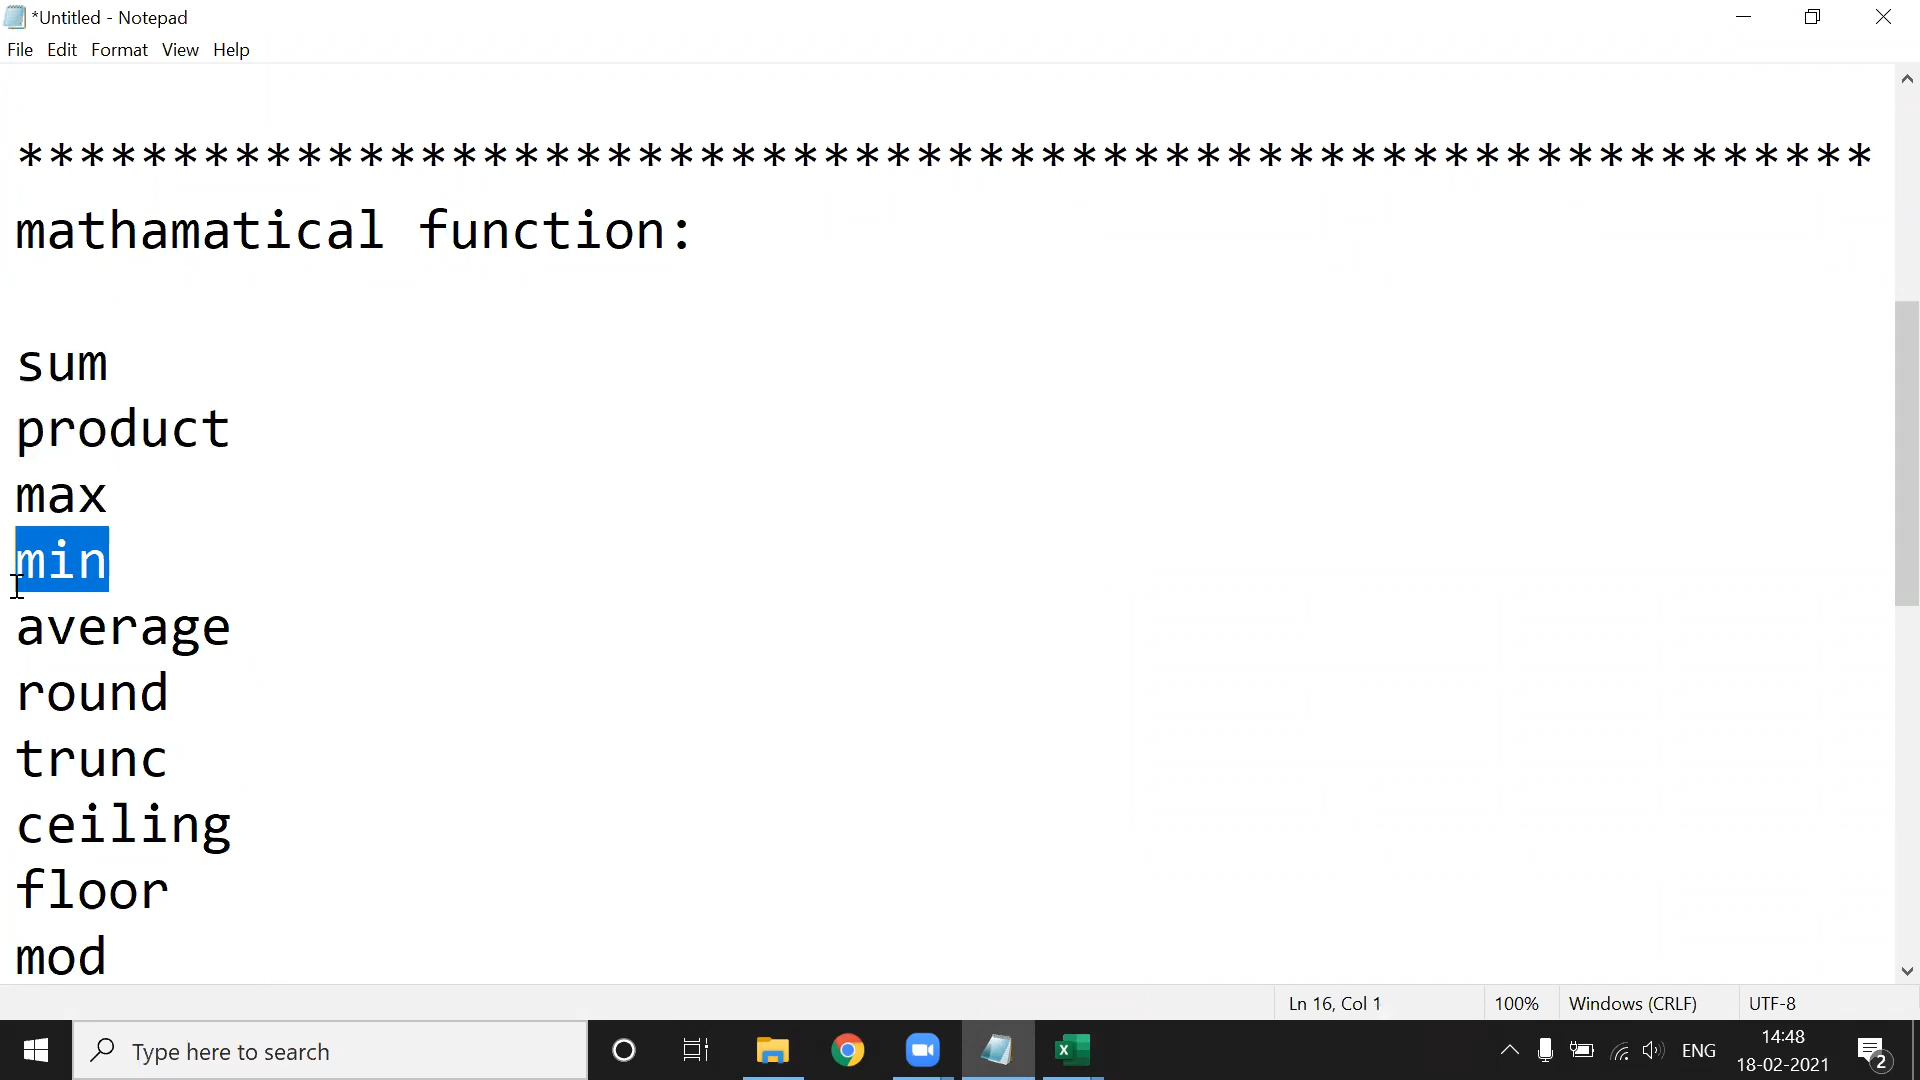 *Untitled - Notepad
File Edit Format View Help
************************************************************
mathamatical function:
sum
product
max
min
average
round
trunc
ceiling
floor
mod
Ln 16, Col 1
100%
Windows (CRLF)
UTF-8
Type here to search
ENG
14:48
18-02-2021
2